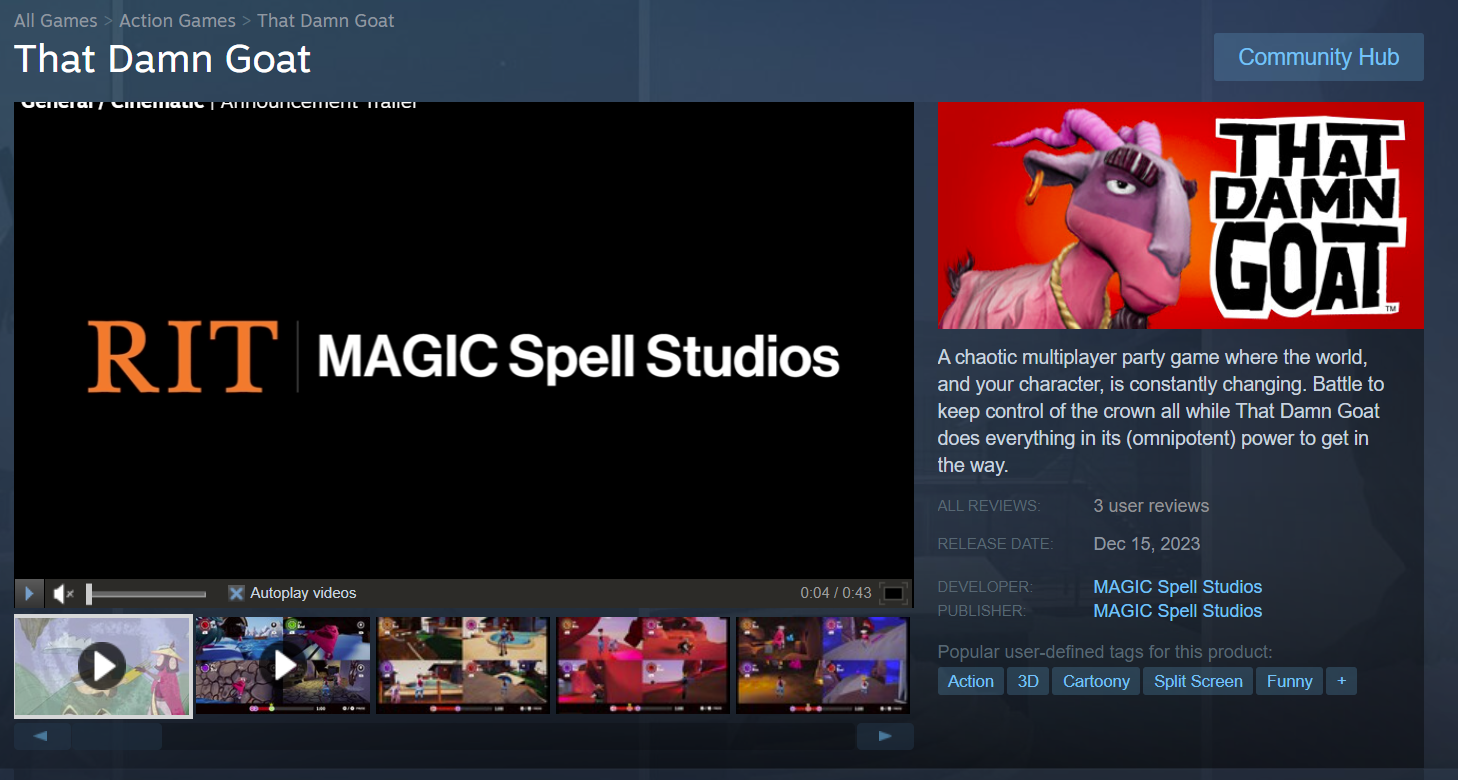 All Games > Action Games > That Damn Goat
That Damn Goat
Community Hub
General / Cinematic | Announcement Trailer
RIT | MAGIC Spell Studios
Autoplay videos
0:04 / 0:43
THAT
DAMN
GOAT
TM
A chaotic multiplayer party game where the world,
and your character, is constantly changing. Battle to
keep control of the crown all while That Damn Goat
does everything in its (omnipotent) power to get in
the way.
ALL REVIEWS: 3 user reviews
RELEASE DATE: Dec 15, 2023
DEVELOPER: MAGIC Spell Studios
PUBLISHER: MAGIC Spell Studios
Popular user-defined tags for this product:
Action 3D Cartoony Split Screen Funny +